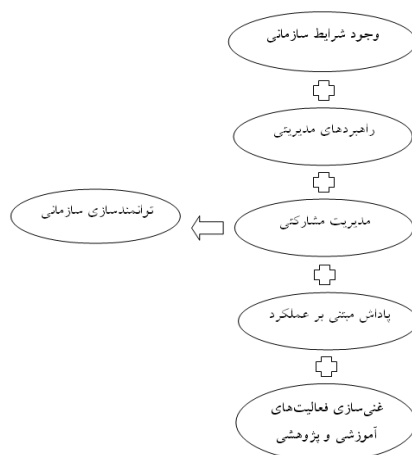 وجود شرایط سازمانی
راهبردهای مدیریتی
مدیریت مشارکتی
توانمندسازی سازمانی
پاداش مبتنی بر عملکرد
غنی‌سازی فعالیت‌های
آموزشی و پژوهشی